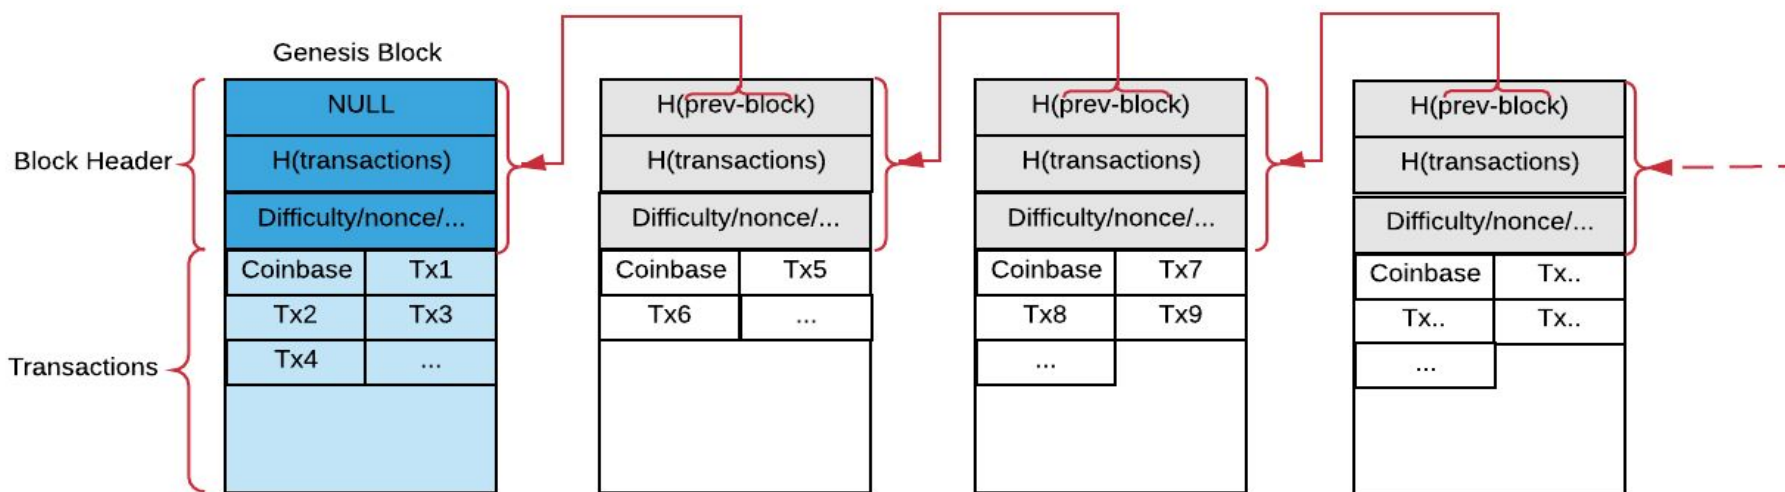 Genesis Block
Block Header
Transactions
NULL
H(transactions)
Difficulty/nonce/...
Coinbase Tx1
Tx2 Tx3
Tx4 ...
H(prev-block)
H(transactions)
Difficulty/nonce/...
Coinbase Tx5
Tx6 ...
H(prev-block)
H(transactions)
Difficulty/nonce/...
Coinbase Tx7
Tx8 Tx9
...
H(prev-block)
H(transactions)
Difficulty/nonce/...
Coinbase Tx..
Tx.. Tx..
...